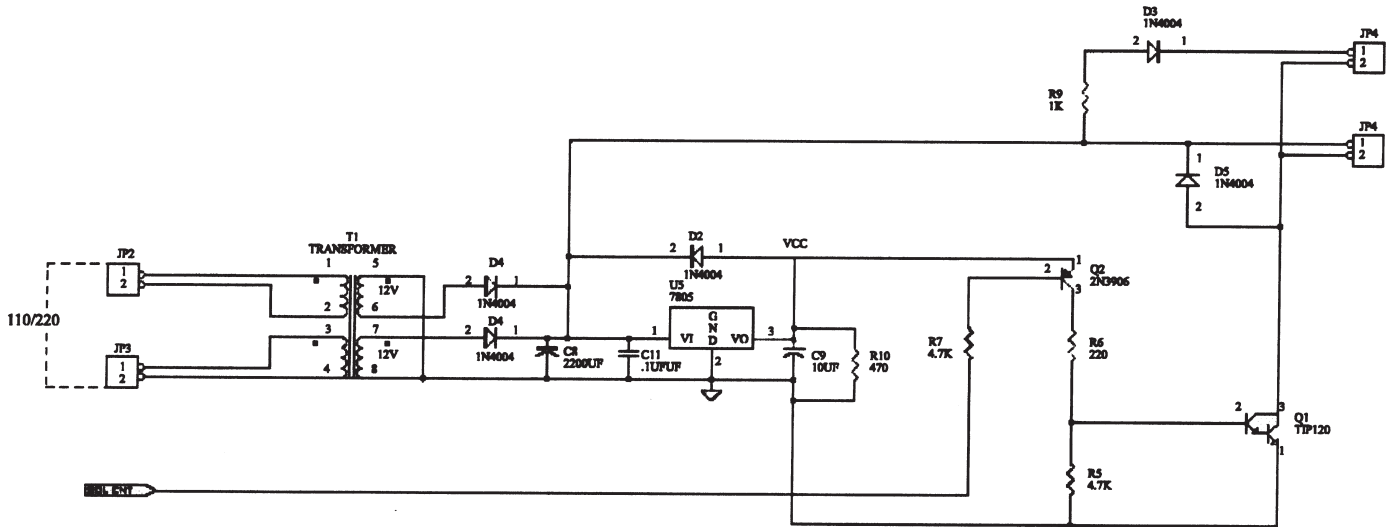 D3
1N4004
2 1
JP4
1
2
R9
1K
JP4
1
2
1
D5
1N4004
2
T1
TRANSFORMER
JP2
1
2
1 5
12V
2 6
D4
2 1
1N4004
D2
2 1
1N4004
VCC
U5
7805
1
2 Q2
2N3906
3
110/220
JP3
1
2
3 7
12V
4 8
D4
2 1
1N4004
C8
2200UF
C11
.1UFUF
1 VI GND VO 3
2
C9
10UF
R10
470
R7
4.7K
R6
220
2 3
Q1
TIP120
1
R5
4.7K